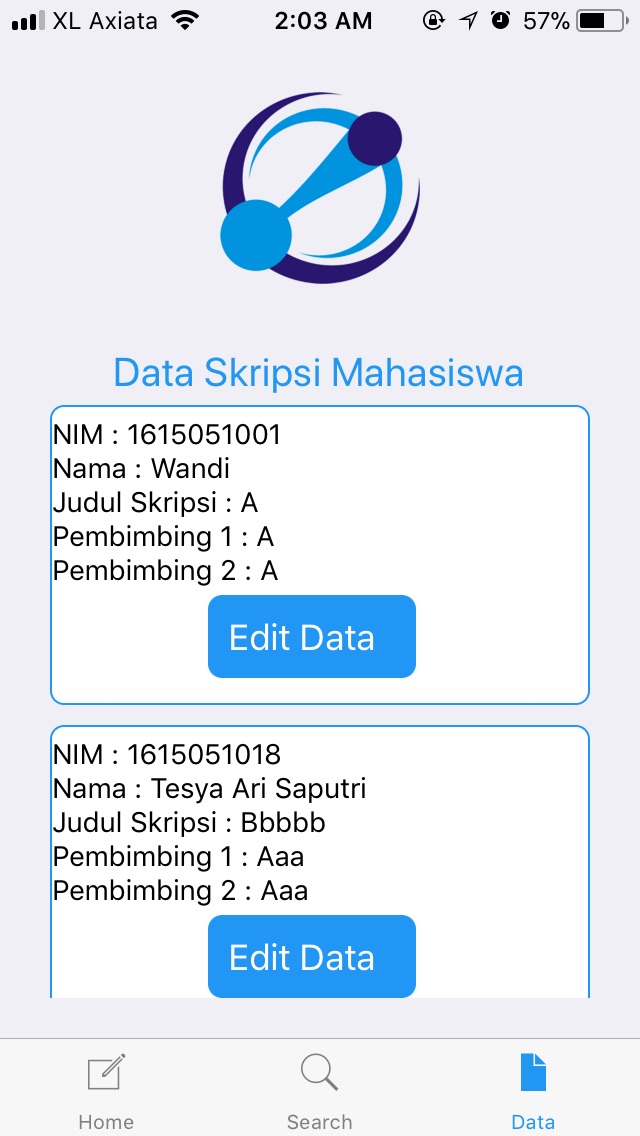 XL Axiata 2:03 AM 57%
Data Skripsi Mahasiswa
NIM : 1615051001
Nama : Wandi
Judul Skripsi : A
Pembimbing 1 : A
Pembimbing 2 : A
Edit Data
NIM : 1615051018
Nama : Tesya Ari Saputri
Judul Skripsi : Bbbbb
Pembimbing 1 : Aaa
Pembimbing 2 : Aaa
Edit Data
Home Search Data